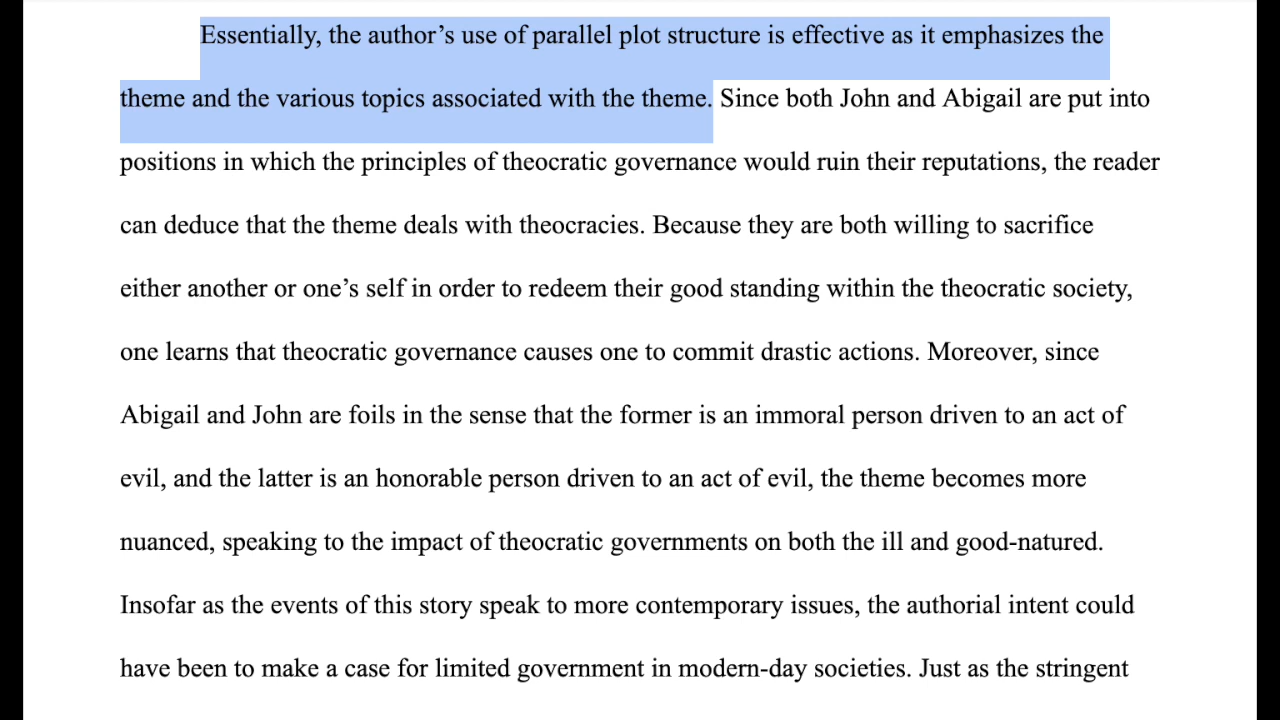 Essentially, the author’s use of parallel plot structure is effective as it emphasizes the
theme and the various topics associated with the theme. Since both John and Abigail are put into
positions in which the principles of theocratic governance would ruin their reputations, the reader
can deduce that the theme deals with theocracies. Because they are both willing to sacrifice
either another or one’s self in order to redeem their good standing within the theocratic society,
one learns that theocratic governance causes one to commit drastic actions. Moreover, since
Abigail and John are foils in the sense that the former is an immoral person driven to an act of
evil, and the latter is an honorable person driven to an act of evil, the theme becomes more
nuanced, speaking to the impact of theocratic governments on both the ill and good-natured.
Insofar as the events of this story speak to more contemporary issues, the authorial intent could
have been to make a case for limited government in modern-day societies. Just as the stringent